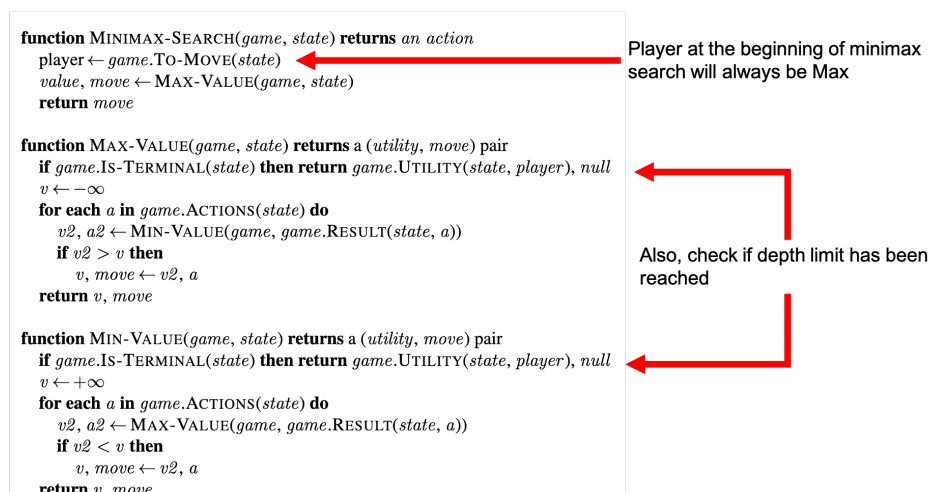 function MINIMAX-SEARCH(game, state) returns an action
player ← game.TO-MOVE(state)
value, move ← MAX-VALUE(game, state)
return move
Player at the beginning of minimax
search will always be Max
function MAX-VALUE(game, state) returns a (utility, move) pair
if game.IS-TERMINAL(state) then return game.UTILITY(state, player), null
v ← −∞
for each a in game.ACTIONS(state) do
v2, a2 ← MIN-VALUE(game, game.RESULT(state, a))
if v2 > v then
v, move ← v2, a
return v, move
Also, check if depth limit has been
reached
function MIN-VALUE(game, state) returns a (utility, move) pair
if game.IS-TERMINAL(state) then return game.UTILITY(state, player), null
v ← +∞
for each a in game.ACTIONS(state) do
v2, a2 ← MAX-VALUE(game, game.RESULT(state, a))
if v2 < v then
v, move ← v2, a
return v, move